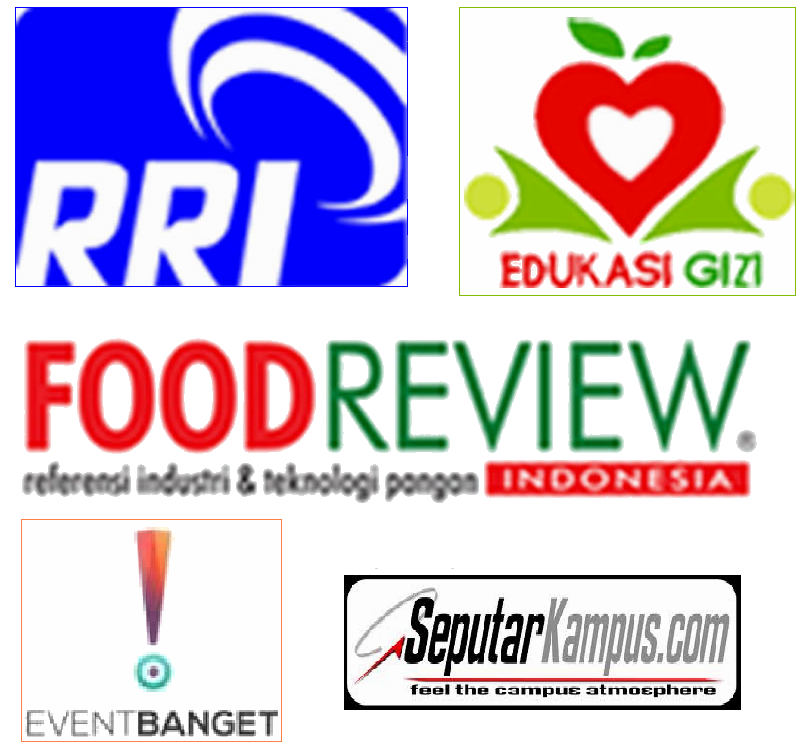 RRI
EDUKASI GIZI
FOODREVIEW®
referensi industri & teknologi pangan INDONESIA
EVENTBANGET
SeputarKampus.com
feel the campus atmosphere